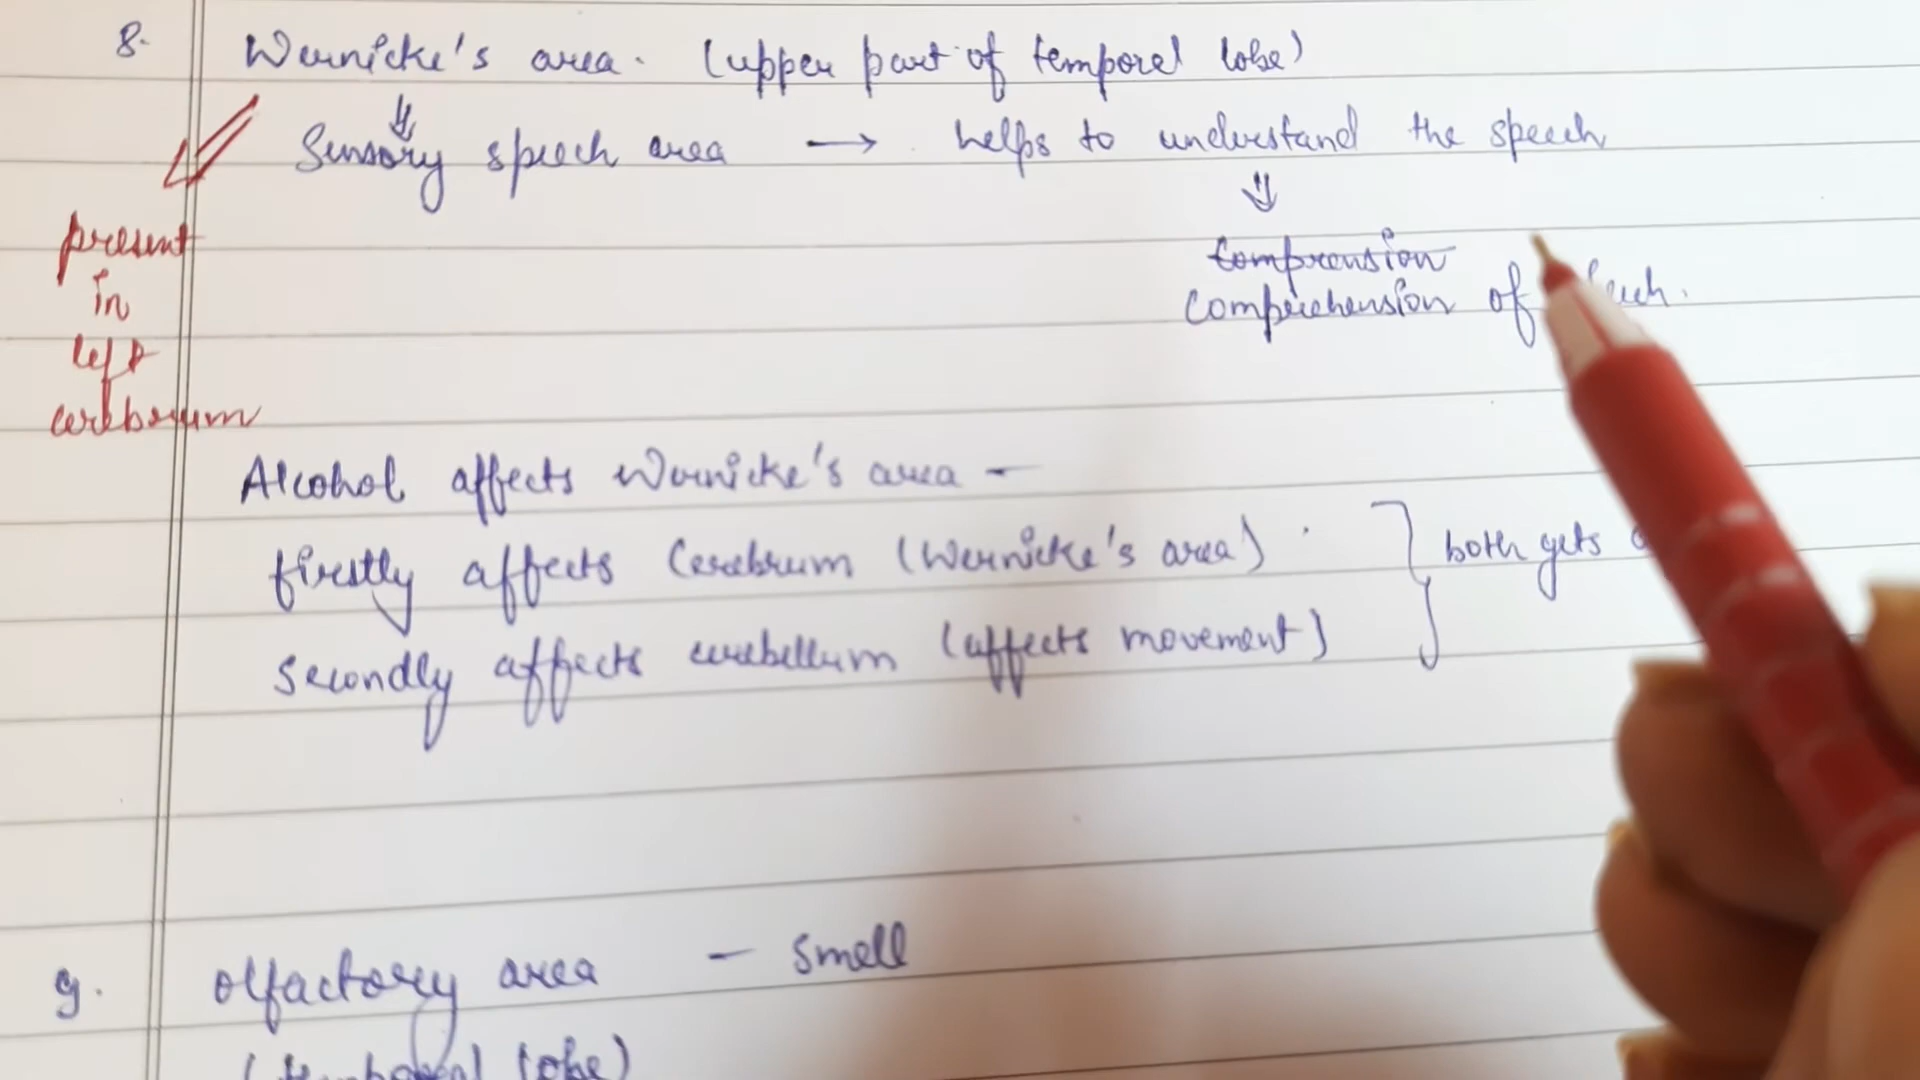 8. Wernicke's area. (upper part of temporal lobe)
Sensory speech area → helps to understand the speech
⇓
Comprension
Comprehension of
present
in
left
cerebrum
Alcohol affects Wernicke's area –
firstly affects Cerebrum (Wernicke's area).
both gets
Secondly affects cerebellum (affects movement)
9. olfactory area – smell
(temporal lobe)